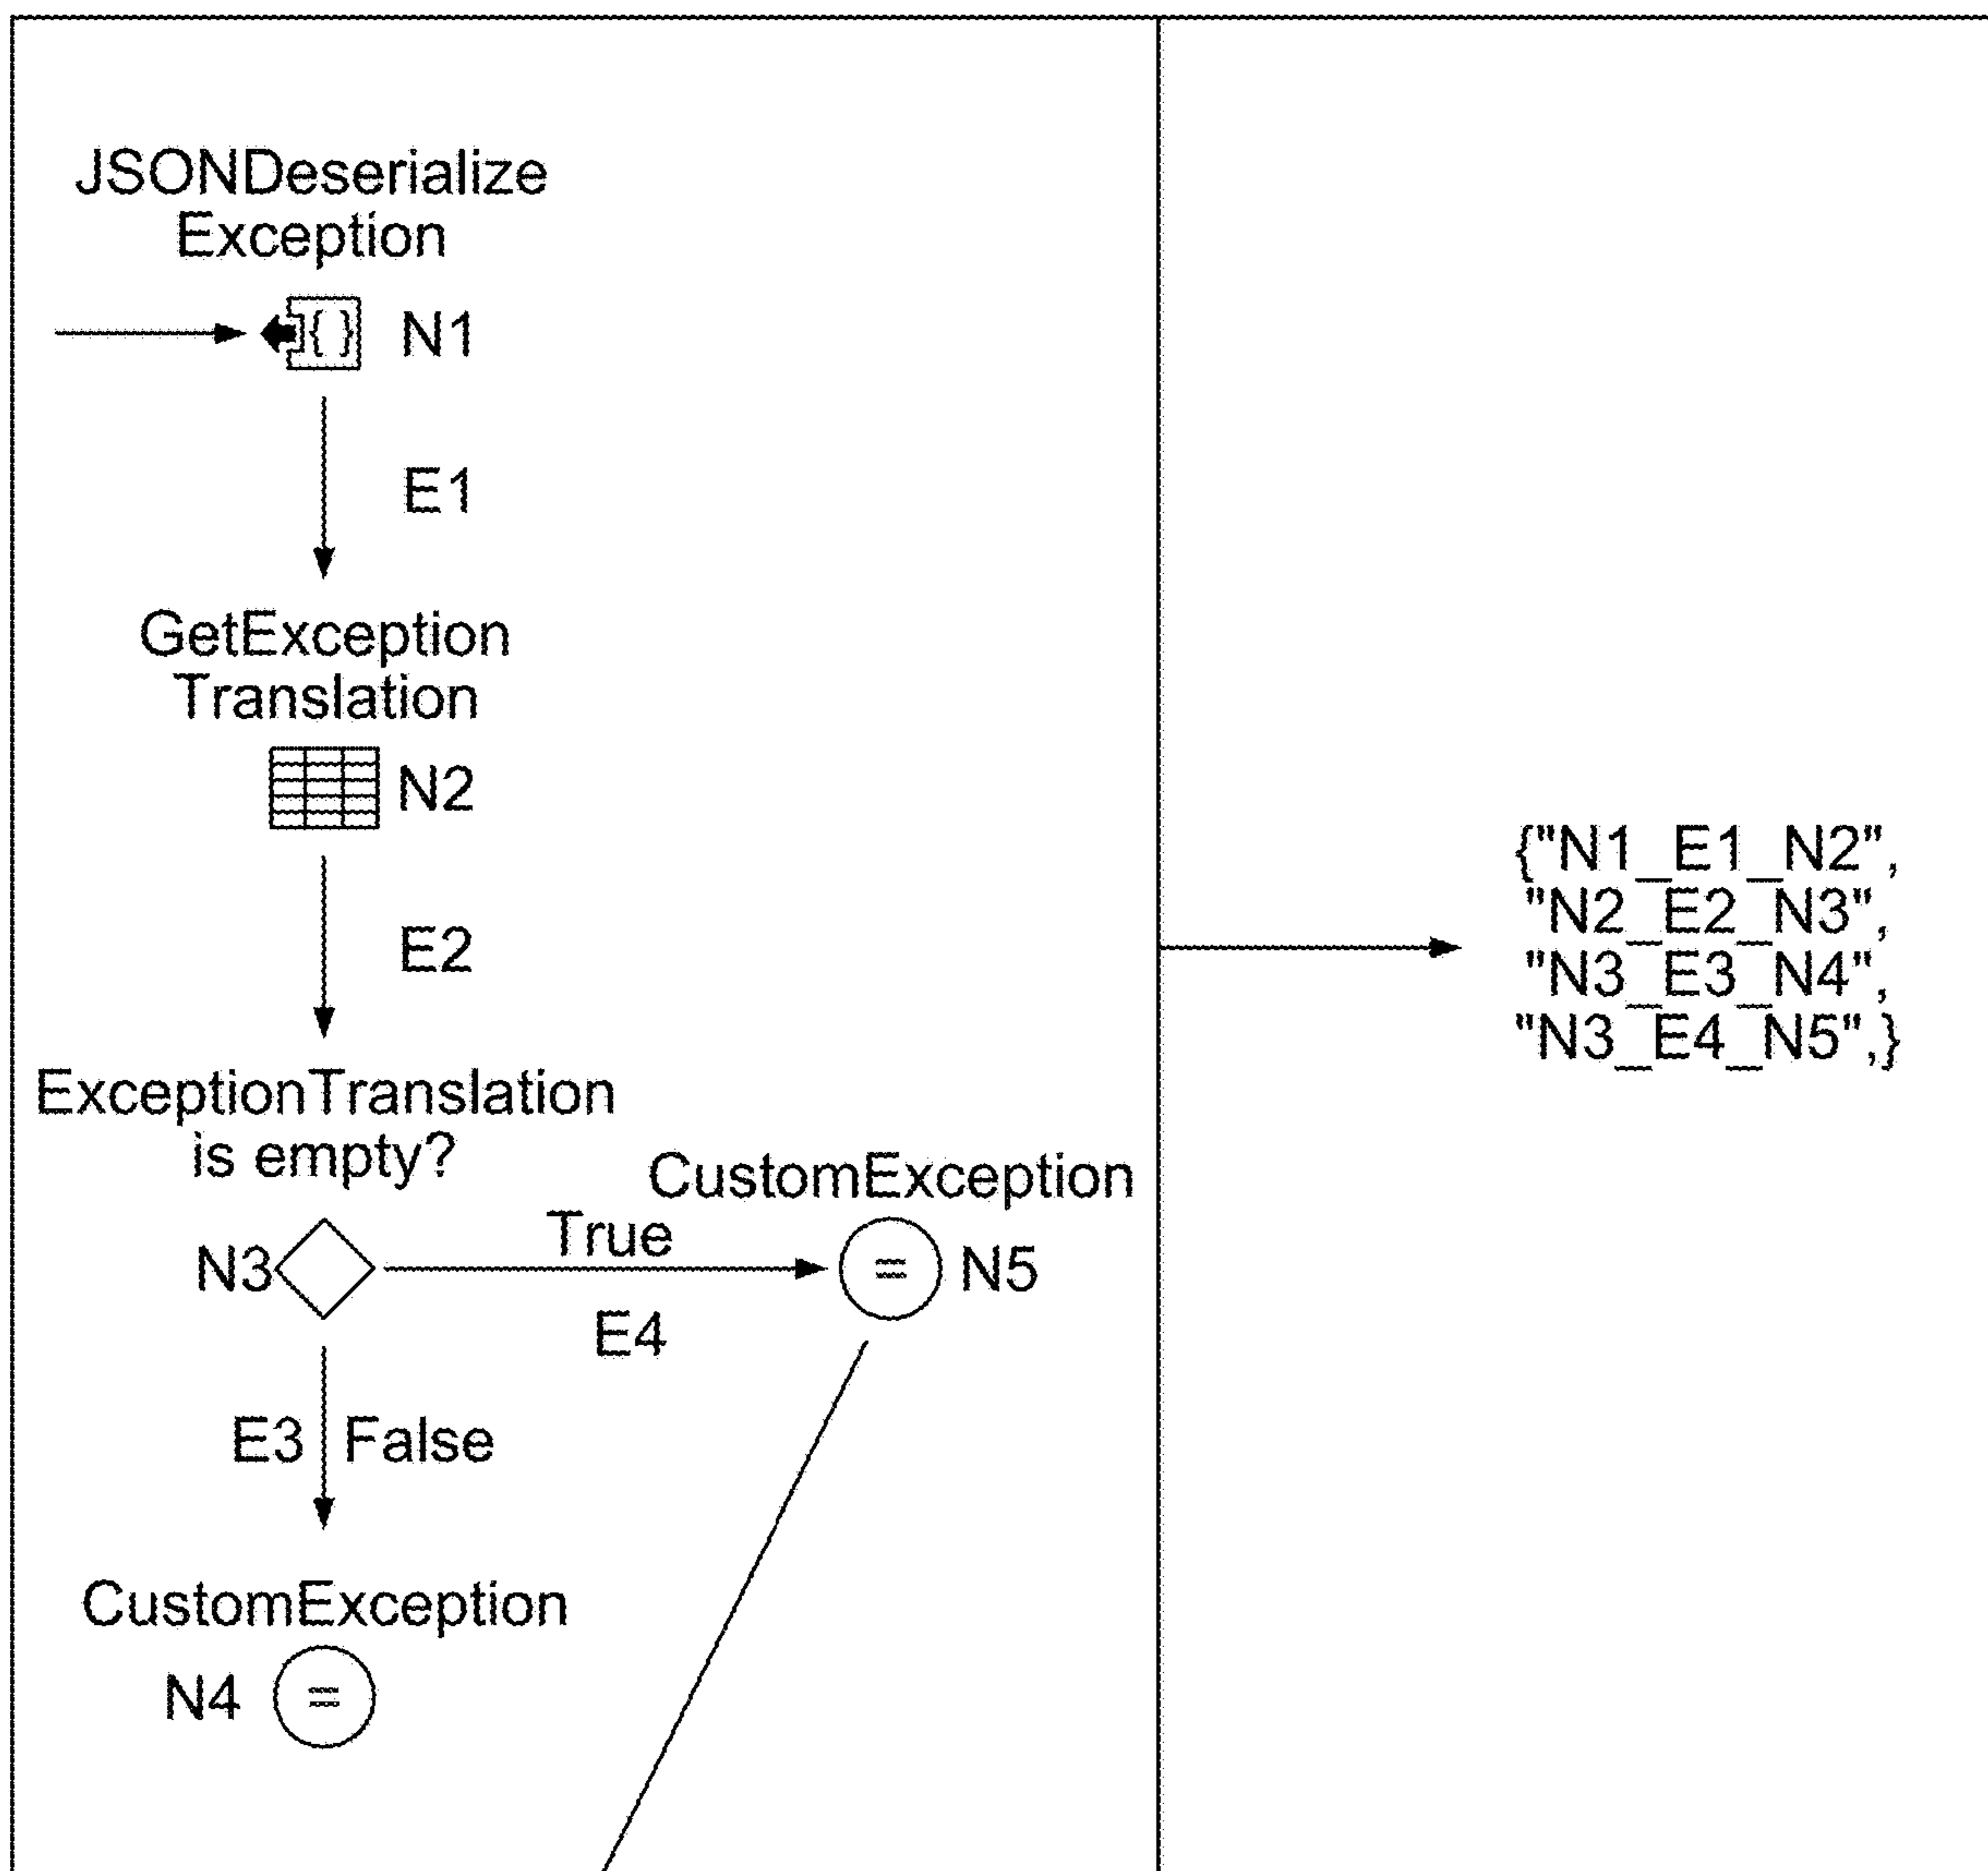 JSONDeserialize
Exception
{ } N1
E1
GetException
Translation
N2
E2
ExceptionTranslation
is empty?
CustomException
N3
True
= N5
E4
E3 False
CustomException
N4 =
{"N1_E1_N2",
"N2_E2_N3",
"N3_E3_N4",
"N3_E4_N5",}